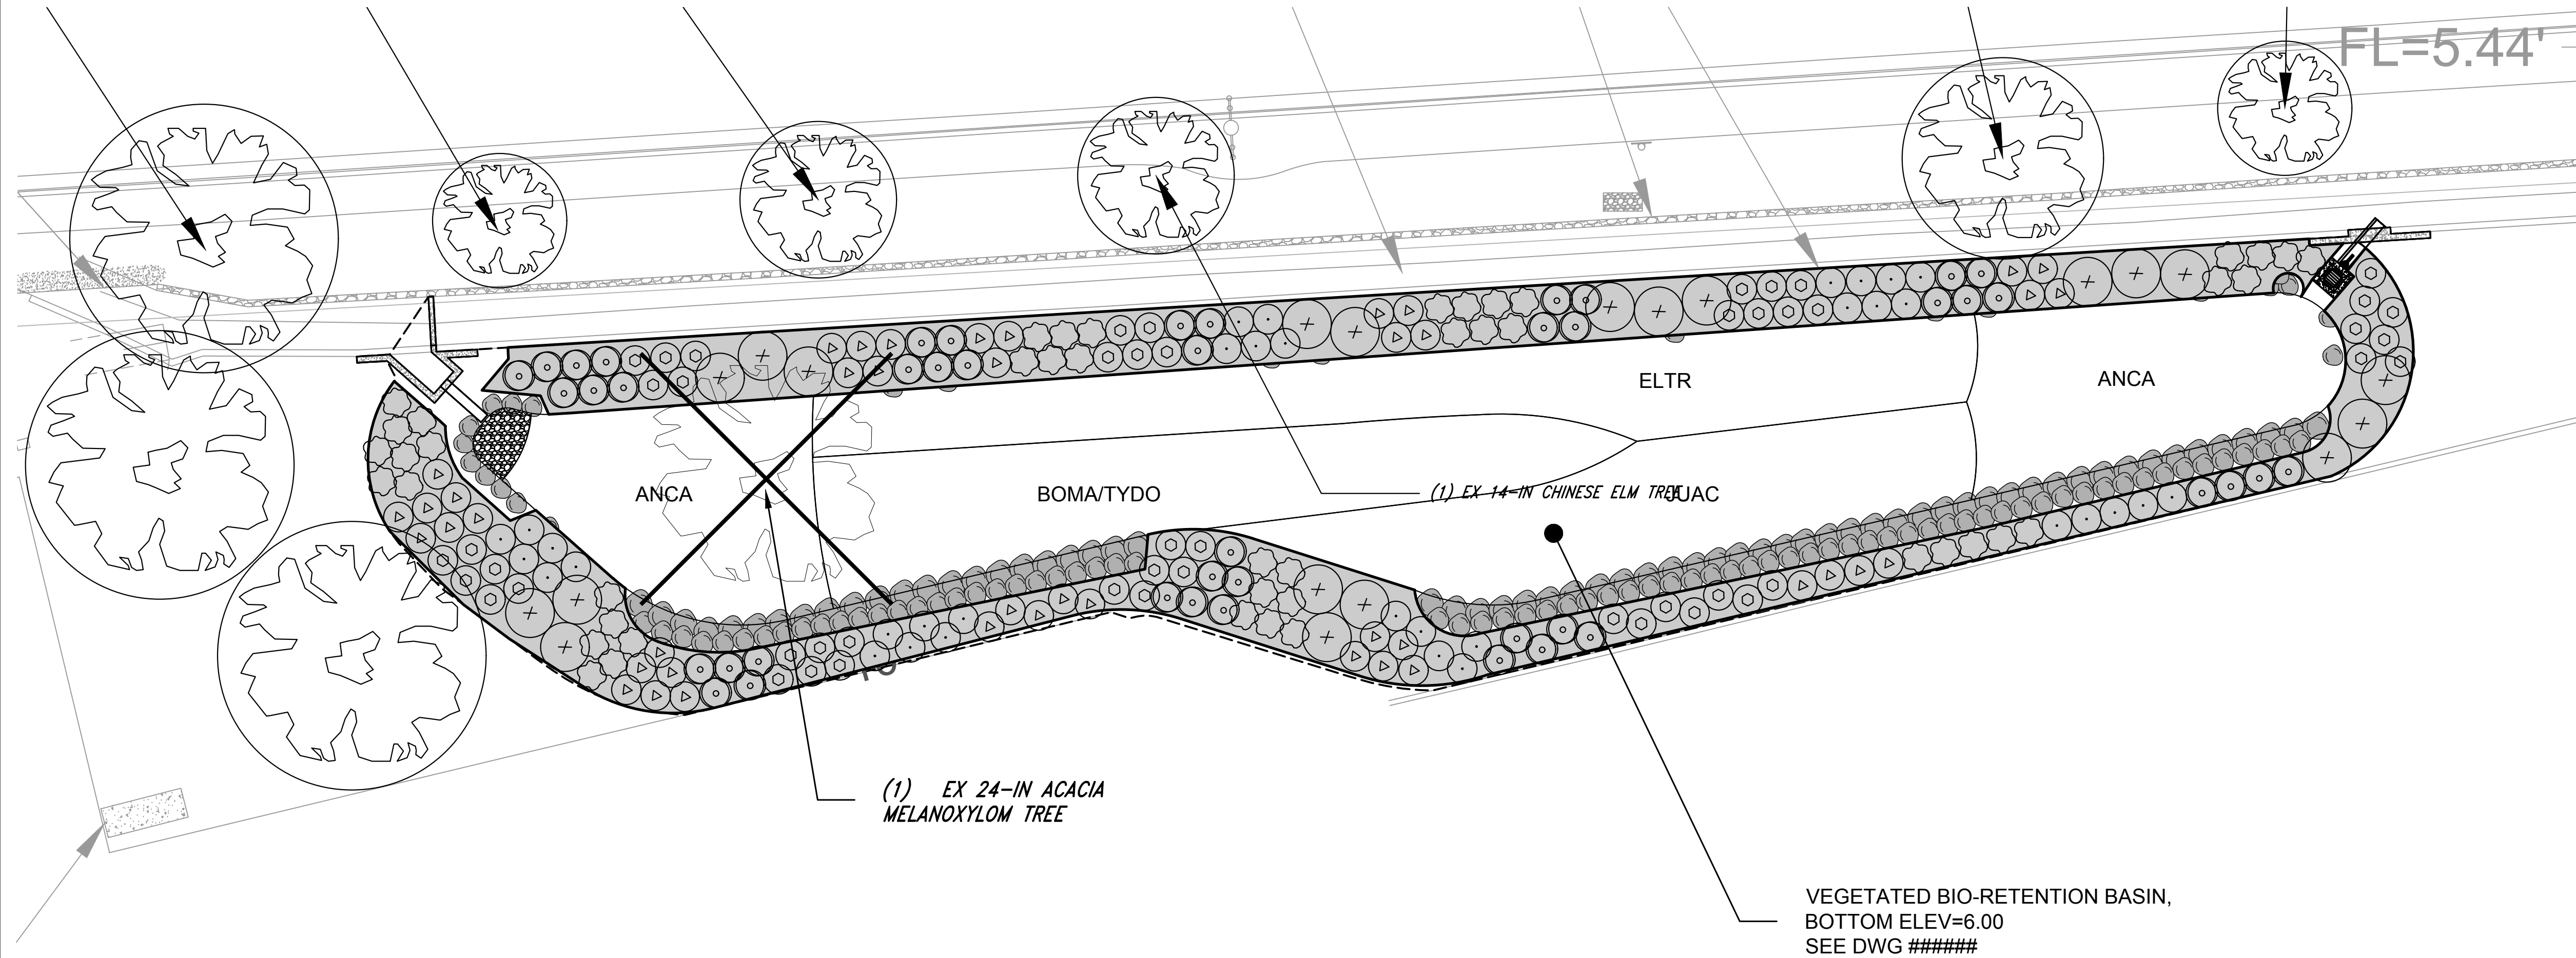 FL=5.44'
ELTR
ANCA
ANCA
BOMA/TYDO
(1) EX 14-IN CHINESE ELM TREE
JUAC
(1) EX 24-IN ACACIA
MELANOXYLOM TREE
VEGETATED BIO-RETENTION BASIN,
BOTTOM ELEV=6.00
SEE DWG ######